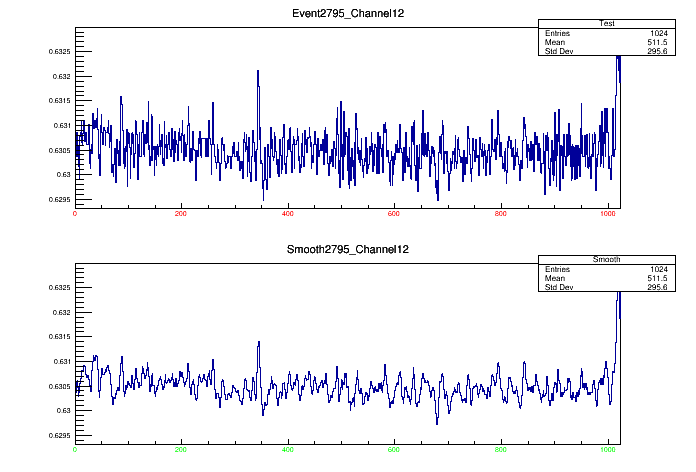 Event2795_Channel12
Test
Entries 1024
Mean 511.5
Std Dev 295.6
0.6325
0.632
0.6315
0.631
0.6305
0.63
0.6295
0 200 400 600 800 1000
Smooth2795_Channel12
Smooth
Entries 1024
Mean 511.5
Std Dev 295.6
0.6325
0.632
0.6315
0.631
0.6305
0.63
0.6295
0 200 400 600 800 1000